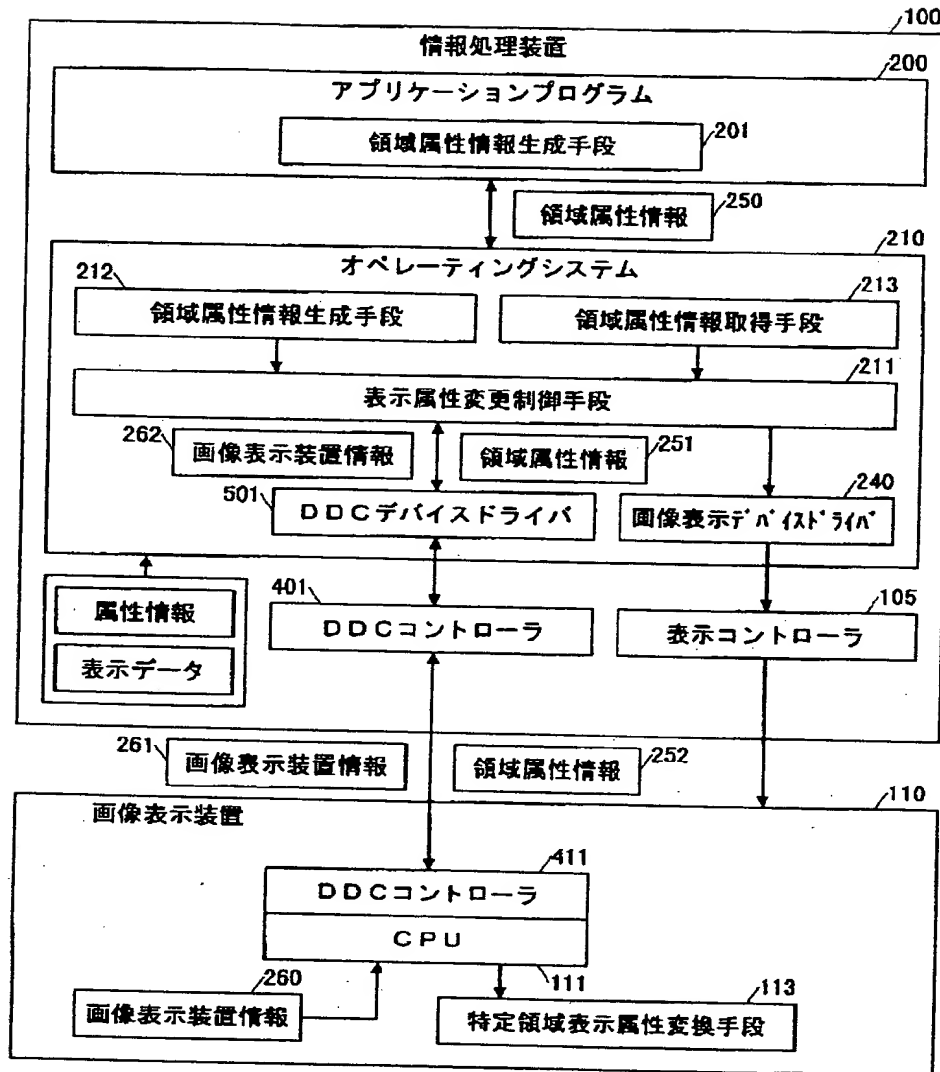 100
情報処理装置
200
アプリケーションプログラム
領域属性情報生成手段
201
領域属性情報
250
210
オペレーティングシステム
212
領域属性情報生成手段
213
領域属性情報取得手段
211
表示属性変更制御手段
262
画像表示装置情報
領域属性情報
251
501
DDCデバイスドライバ
240
画像表示ﾃﾞﾊﾞｲｽﾄﾞﾗｲﾊﾞ
属性情報
表示データ
401
DDCコントローラ
105
表示コントローラ
261
画像表示装置情報
領域属性情報
252
110
画像表示装置
411
DDCコントローラ
CPU
111
260
画像表示装置情報
113
特定領域表示属性変換手段